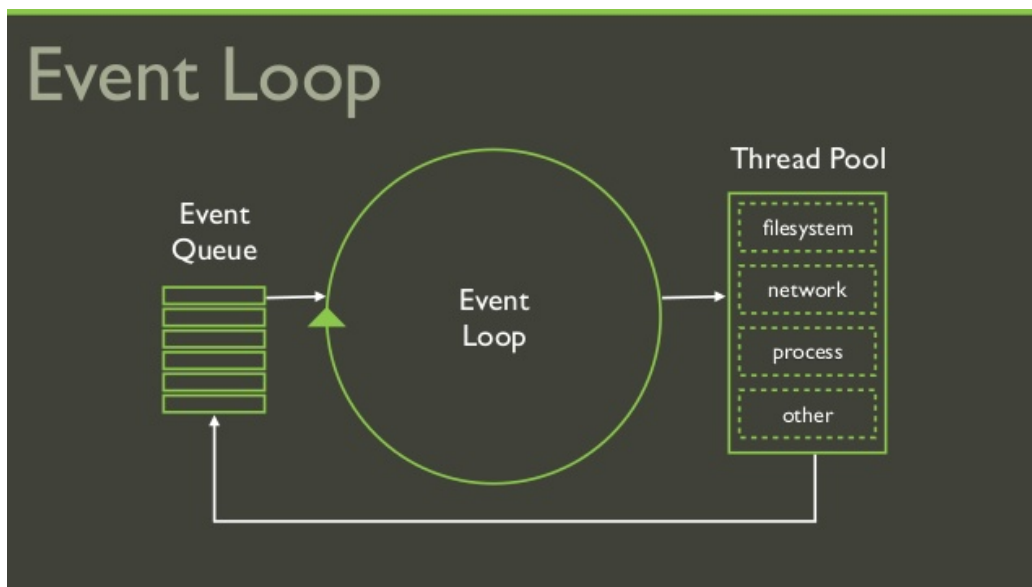 Event Loop
Event
Queue
Event
Loop
Thread Pool
filesystem
network
process
other